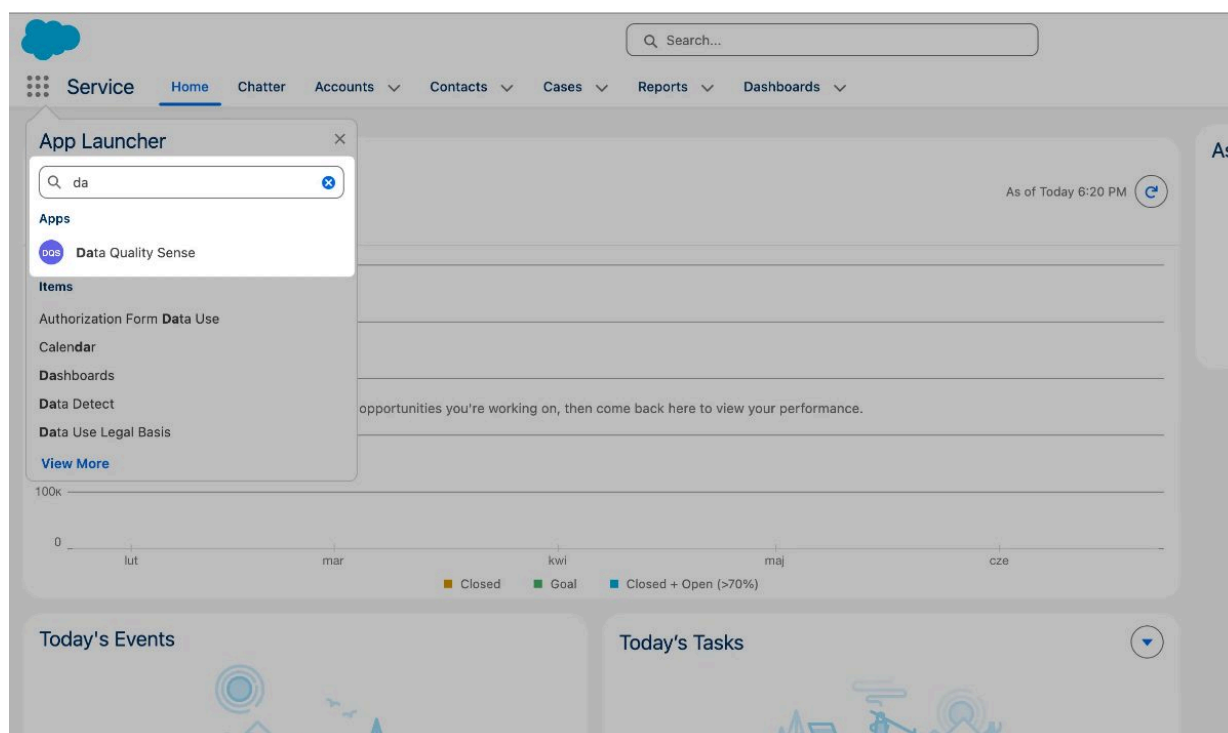 Search...
Service Home Chatter Accounts Contacts Cases Reports Dashboards
App Launcher
da
Apps
DQS Data Quality Sense
Items
Authorization Form Data Use
Calendar
Dashboards
Data Detect
Data Use Legal Basis
View More
As of Today 6:20 PM
opportunities you're working on, then come back here to view your performance.
100K
0
lut mar kwi maj cze
Closed Goal Closed + Open (>70%)
Today's Events
Today's Tasks